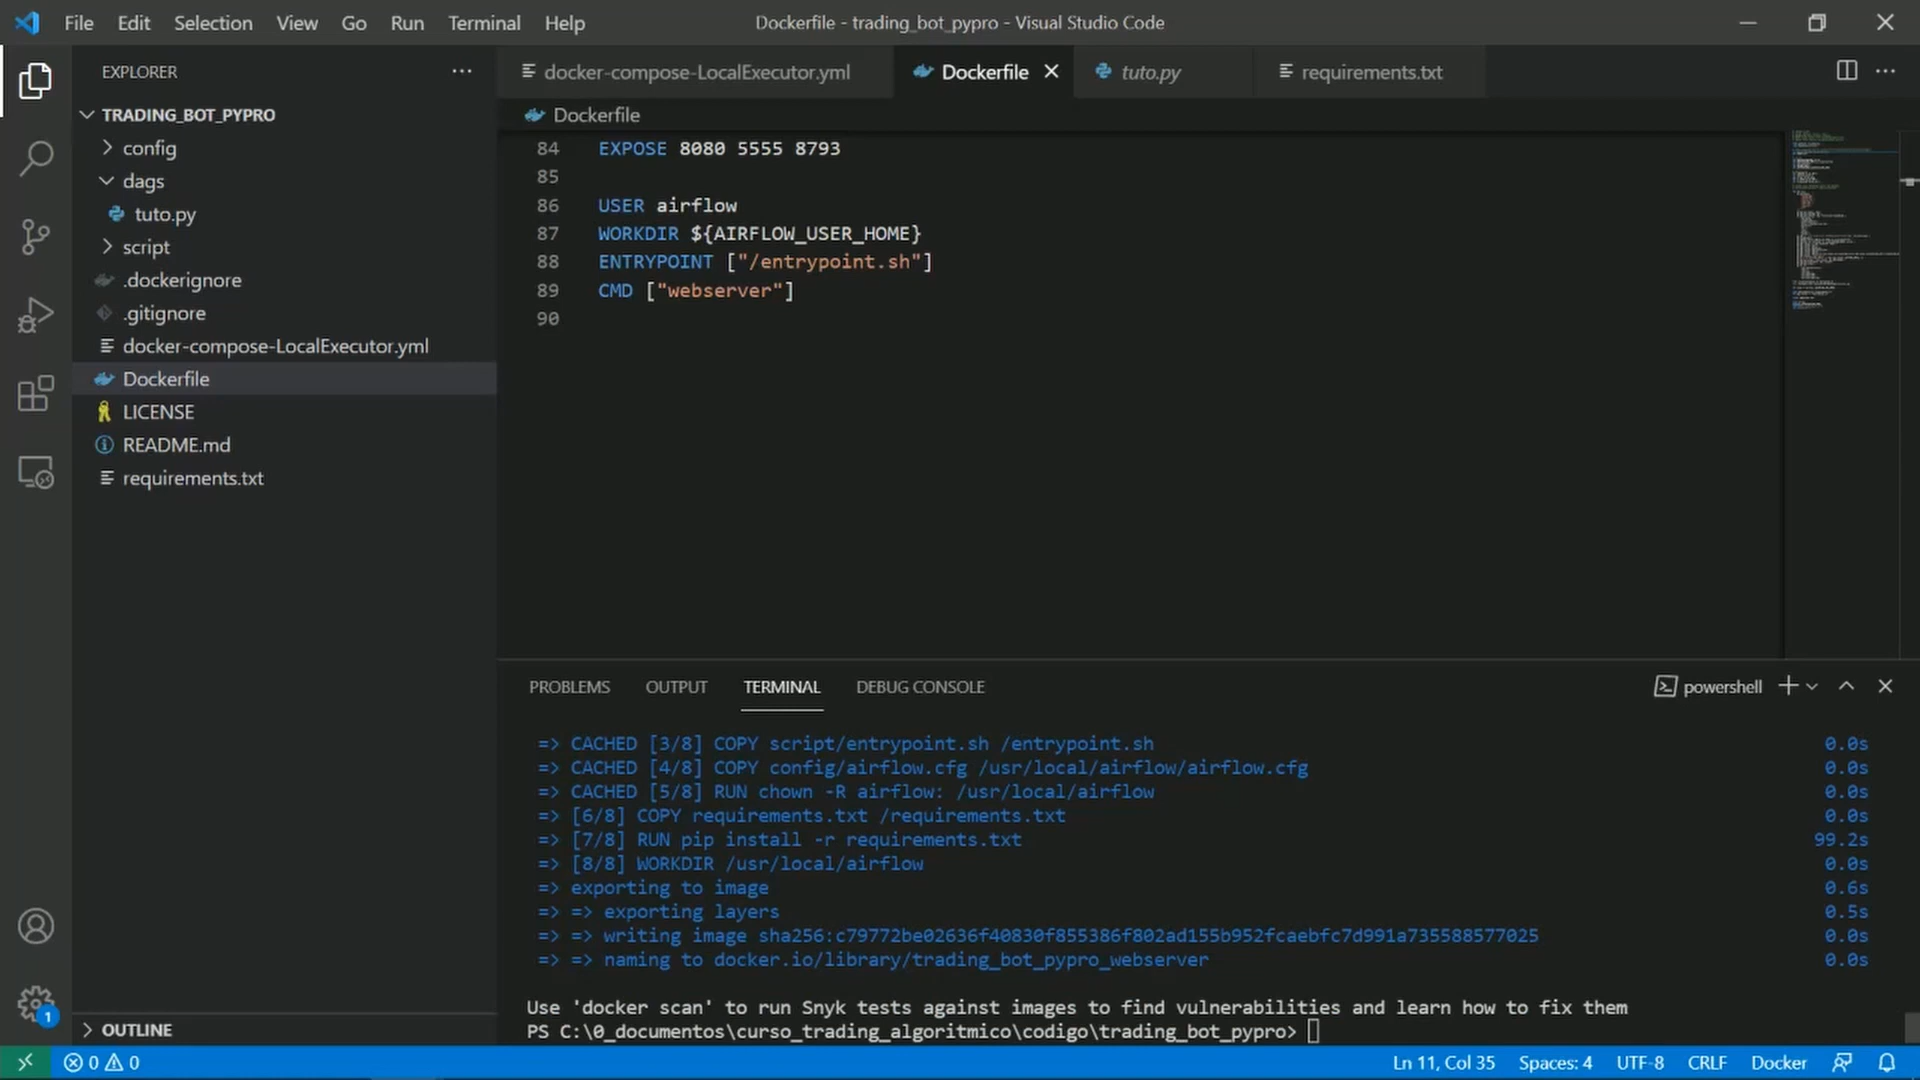 File Edit Selection View Go Run Terminal Help
Dockerfile - trading_bot_pypro - Visual Studio Code
EXPLORER
TRADING_BOT_PYPRO
config
dags
tuto.py
script
.dockerignore
.gitignore
docker-compose-LocalExecutor.yml
Dockerfile
LICENSE
README.md
requirements.txt
OUTLINE
docker-compose-LocalExecutor.yml Dockerfile tuto.py requirements.txt
Dockerfile
84 EXPOSE 8080 5555 8793
85
86 USER airflow
87 WORKDIR ${AIRFLOW_USER_HOME}
88 ENTRYPOINT ["/entrypoint.sh"]
89 CMD ["webserver"]
90
PROBLEMS OUTPUT TERMINAL DEBUG CONSOLE powershell
=> CACHED [3/8] COPY script/entrypoint.sh /entrypoint.sh 0.0s
=> CACHED [4/8] COPY config/airflow.cfg /usr/local/airflow/airflow.cfg 0.0s
=> CACHED [5/8] RUN chown -R airflow: /usr/local/airflow 0.0s
=> [6/8] COPY requirements.txt /requirements.txt 0.0s
=> [7/8] RUN pip install -r requirements.txt 99.2s
=> [8/8] WORKDIR /usr/local/airflow 0.0s
=> exporting to image 0.6s
=> => exporting layers 0.5s
=> => writing image sha256:c79772be02636f40830f855386f802ad155b952fcaebfc7d991a735588577025 0.0s
=> => naming to docker.io/library/trading_bot_pypro_webserver 0.0s
Use 'docker scan' to run Snyk tests against images to find vulnerabilities and learn how to fix them
PS C:\0_documentos\curso_trading_algoritmico\codigo\trading_bot_pypro>
1
0 0 Ln 11, Col 35 Spaces: 4 UTF-8 CRLF Docker